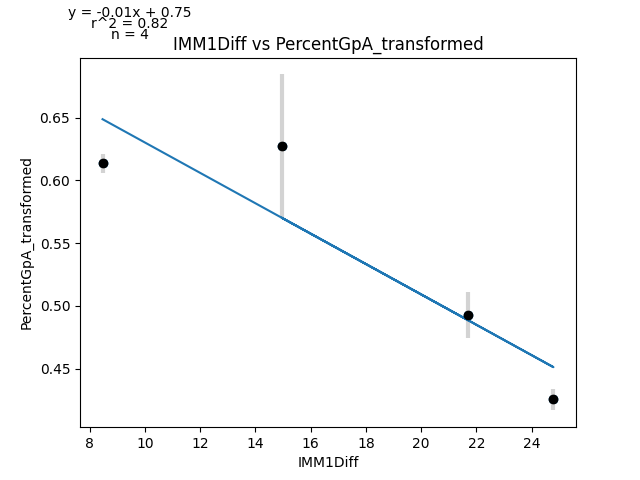 y = -0.01x + 0.75
r^2 = 0.82
n = 4
IMM1Diff vs PercentGpA_transformed
PercentGpA_transformed
0.65
0.60
0.55
0.50
0.45
8 10 12 14 16 18 20 22 24
IMM1Diff